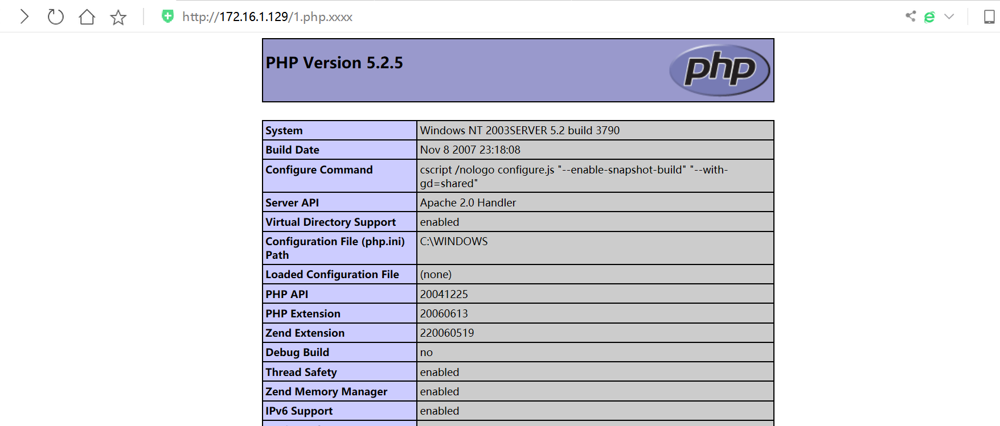 http://172.16.1.129/1.php.xxxx
PHP Version 5.2.5
php
System Windows NT 2003SERVER 5.2 build 3790
Build Date Nov 8 2007 23:18:08
Configure Command cscript /nologo configure.js "--enable-snapshot-build" "--with-
gd=shared"
Server API Apache 2.0 Handler
Virtual Directory Support enabled
Configuration File (php.ini) C:\WINDOWS
Path
Loaded Configuration File (none)
PHP API 20041225
PHP Extension 20060613
Zend Extension 220060519
Debug Build no
Thread Safety enabled
Zend Memory Manager enabled
IPv6 Support enabled